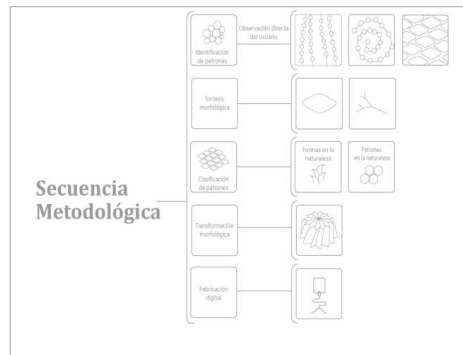 Identificación
de patrones
Observación directa
del usuario
Síntesis
morfológica
Clasificación
de patrones
Formas en la
naturaleza
Patrones
en la naturaleza
Secuencia
Metodológica
Transformación
morfológica
Fabricación
digital